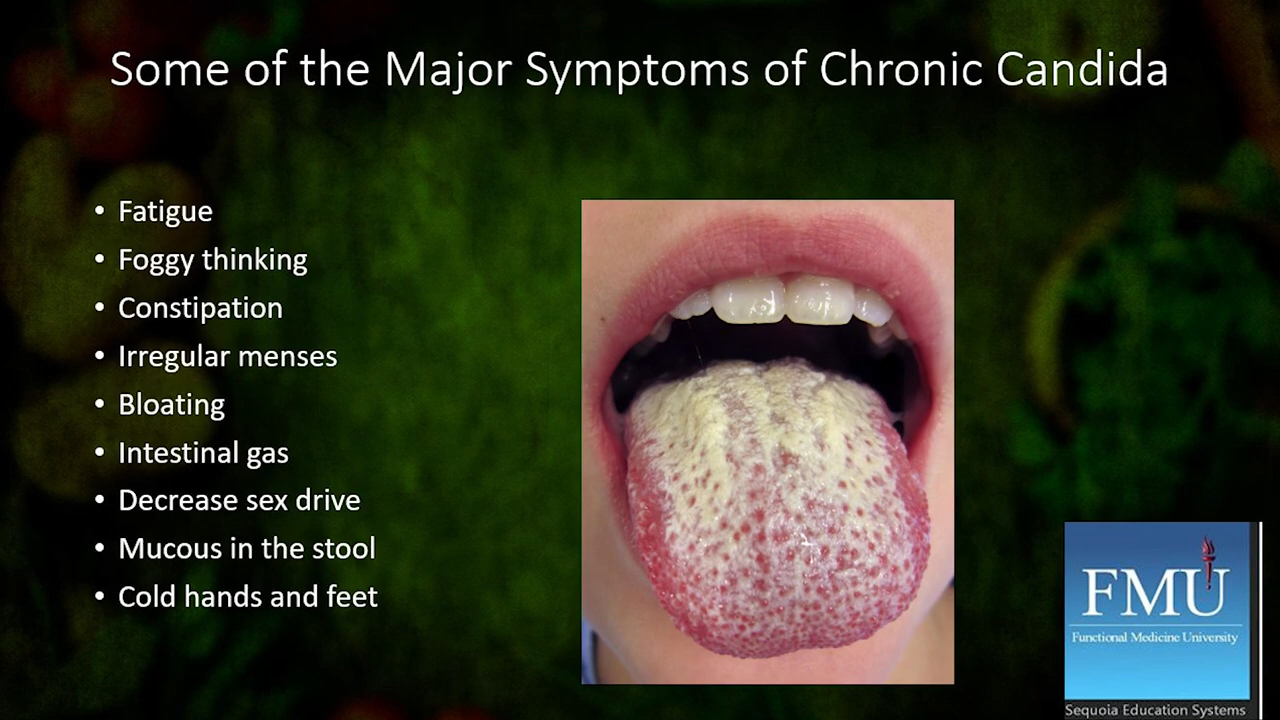 Some of the Major Symptoms of Chronic Candida
• Fatigue
• Foggy thinking
• Constipation
• Irregular menses
• Bloating
• Intestinal gas
• Decrease sex drive
• Mucous in the stool
• Cold hands and feet
FMU
Functional Medicine University
Sequoia Education Systems